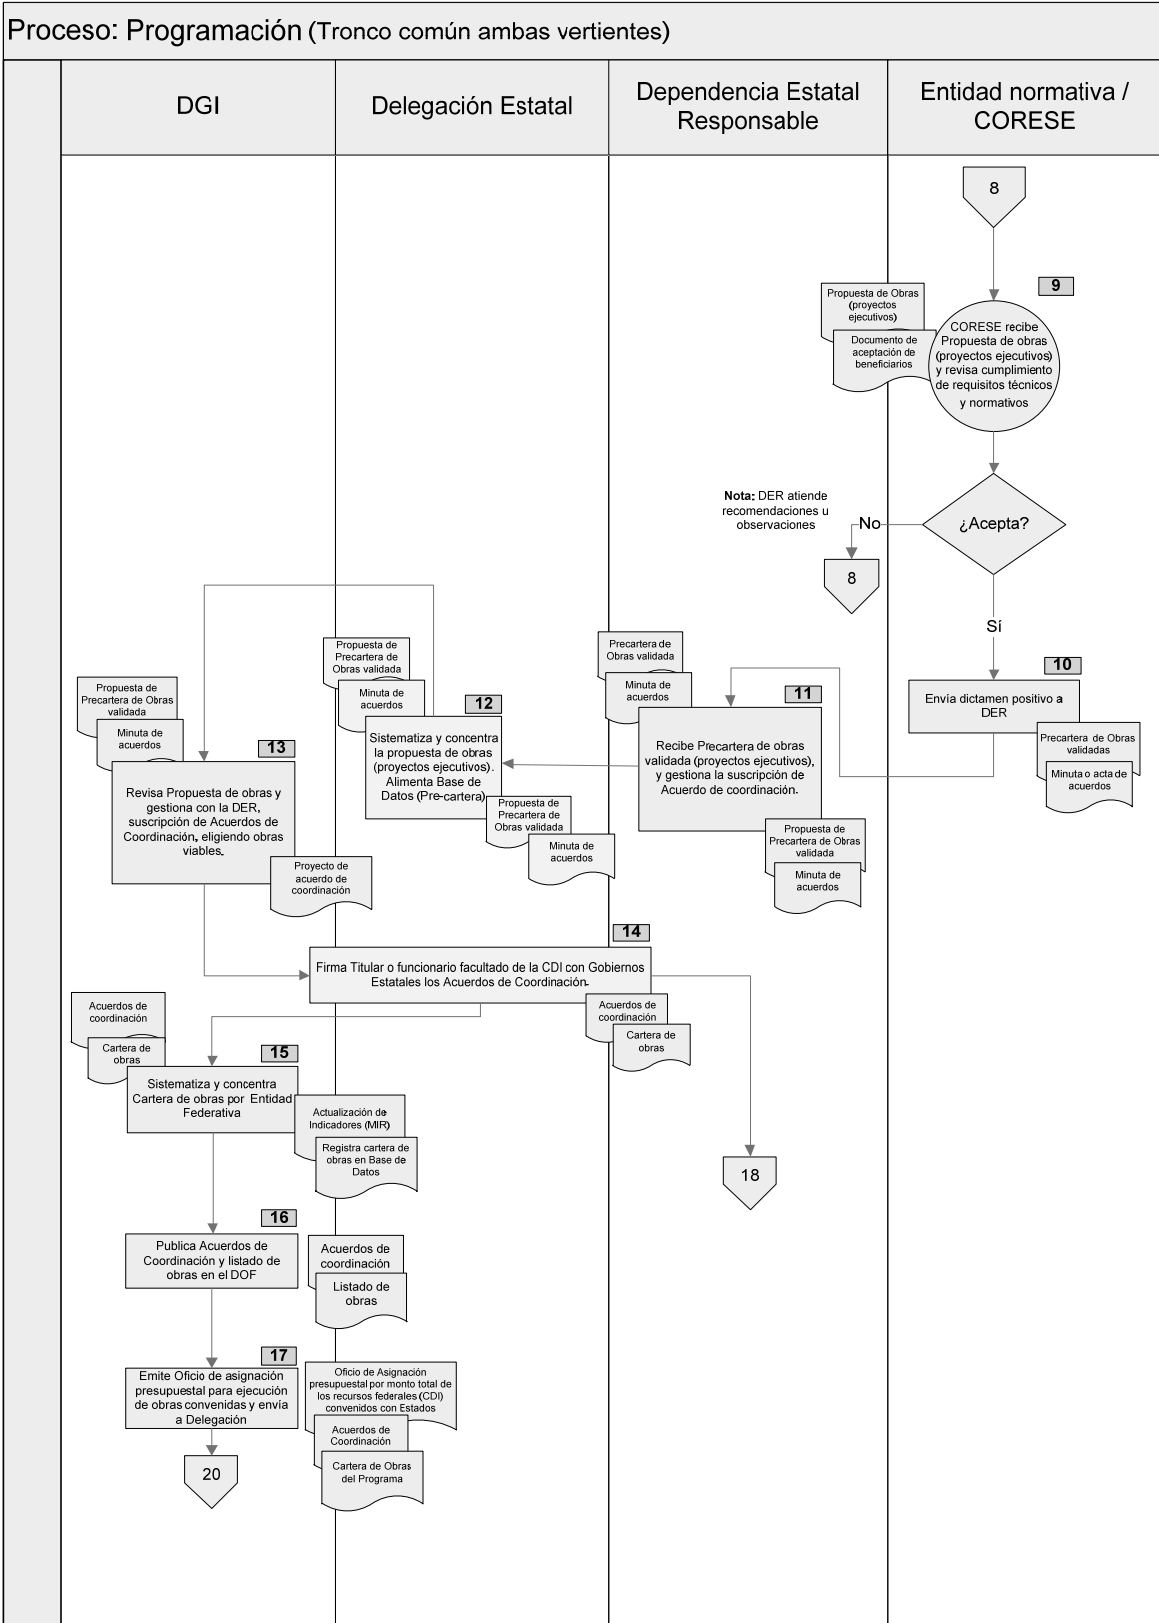 Proceso: Programación (Tronco común ambas vertientes)
DGI
Delegación Estatal
Dependencia Estatal
Responsable
Entidad normativa /
CORESE
8
9
Propuesta de Obras
(proyectos
ejecutivos)
Documento de
aceptación de
beneficiarios
CORESE recibe
Propuesta de obras
(proyectos ejecutivos)
y revisa cumplimiento
de requisitos técnicos
y normativos
¿Acepta?
Nota: DER atiende
recomendaciones u
observaciones
No
8
Sí
10
Envía dictamen positivo a
DER
Precartera de Obras
validadas
Minuta o acta de
acuerdos
Precartera de
Obras validada
Minuta de
acuerdos
11
Recibe Precartera de obras
validada (proyectos ejecutivos),
y gestiona la suscripción de
Acuerdo de coordinación.
Propuesta de
Precartera de Obras
validada
Minuta de
acuerdos
Propuesta de
Precartera de
Obras validada
Minuta de
acuerdos
12
Sistematiza y concentra
la propuesta de obras
(proyectos ejecutivos).
Alimenta Base de
Datos (Pre-cartera)
Propuesta de
Precartera de
Obras validada
Minuta de
acuerdos
Propuesta de
Precartera de Obras
validada
Minuta de
acuerdos
13
Revisa Propuesta de obras y
gestiona con la DER,
suscripción de Acuerdos de
Coordinación, eligiendo obras
viables.
Proyecto de
acuerdo de
coordinación
14
Firma Titular o funcionario facultado de la CDI con Gobiernos
Estatales los Acuerdos de Coordinación.
Acuerdos de
coordinación
Cartera de
obras
18
Acuerdos de
coordinación
Cartera de
obras
15
Sistematiza y concentra
Cartera de obras por Entidad
Federativa
Actualización de
Indicadores (MIR)
Registra cartera de
obras en Base de
Datos
16
Publica Acuerdos de
Coordinación y listado de
obras en el DOF
Acuerdos de
coordinación
Listado de
obras
17
Emite Oficio de asignación
presupuestal para ejecución
de obras convenidas y envía
a Delegación
Oficio de Asignación
presupuestal por monto total de
los recursos federales (CDI)
convenidos con Estados
Acuerdos de
Coordinación
Cartera de Obras
del Programa
20